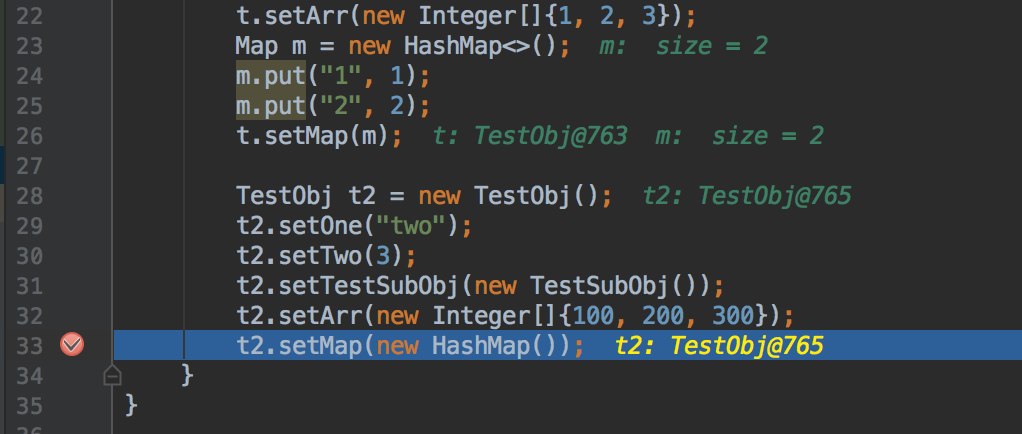 22 t.setArr(new Integer[]{1, 2, 3});
23 Map m = new HashMap<>(); m: size = 2
24 m.put("1", 1);
25 m.put("2", 2);
26 t.setMap(m); t: TestObj@763 m: size = 2
27
28 TestObj t2 = new TestObj(); t2: TestObj@765
29 t2.setOne("two");
30 t2.setTwo(3);
31 t2.setTestSubObj(new TestSubObj());
32 t2.setArr(new Integer[]{100, 200, 300});
33 t2.setMap(new HashMap()); t2: TestObj@765
34 }
35 }